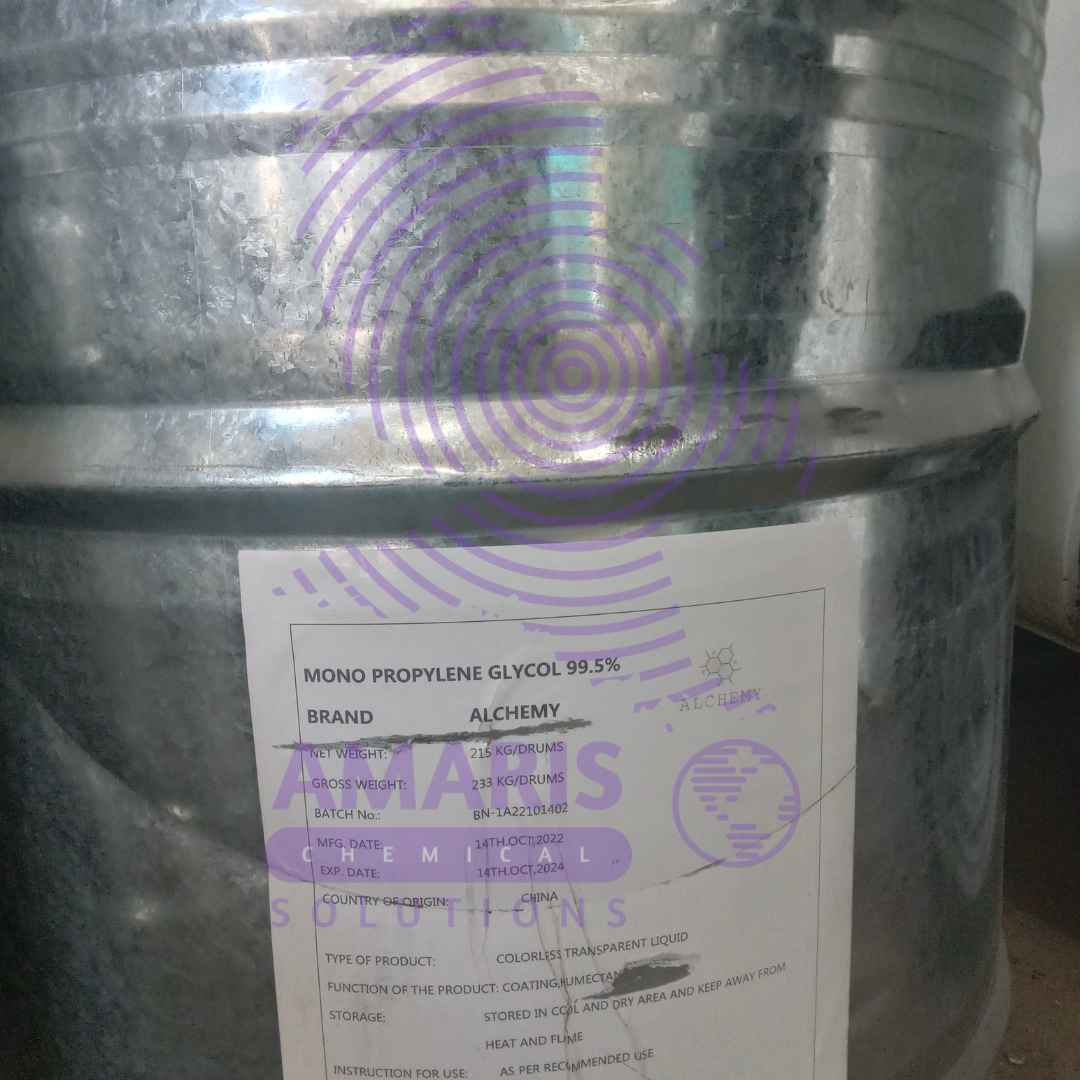 MONO PROPYLENE GLYCOL 99.5%
ALCHEMY
BRAND ALCHEMY
NET WEIGHT: 215 KG/DRUMS
GROSS WEIGHT: 233 KG/DRUMS
BATCH No.: BN-1A22101402
MFG. DATE: 14TH.OCT,2022
EXP. DATE: 14TH.OCT,2024
COUNTRY OF ORIGIN: CHINA
TYPE OF PRODUCT: COLORLESS TRANSPARENT LIQUID
FUNCTION OF THE PRODUCT: COATING,
STORAGE: STORED IN COOL AND DRY AREA AND KEEP AWAY FROM
HEAT AND FLAME
INSTRUCTION FOR USE: AS PER RECOMMENDED USE
AMARIS
CHEMICAL
SOLUTIONS